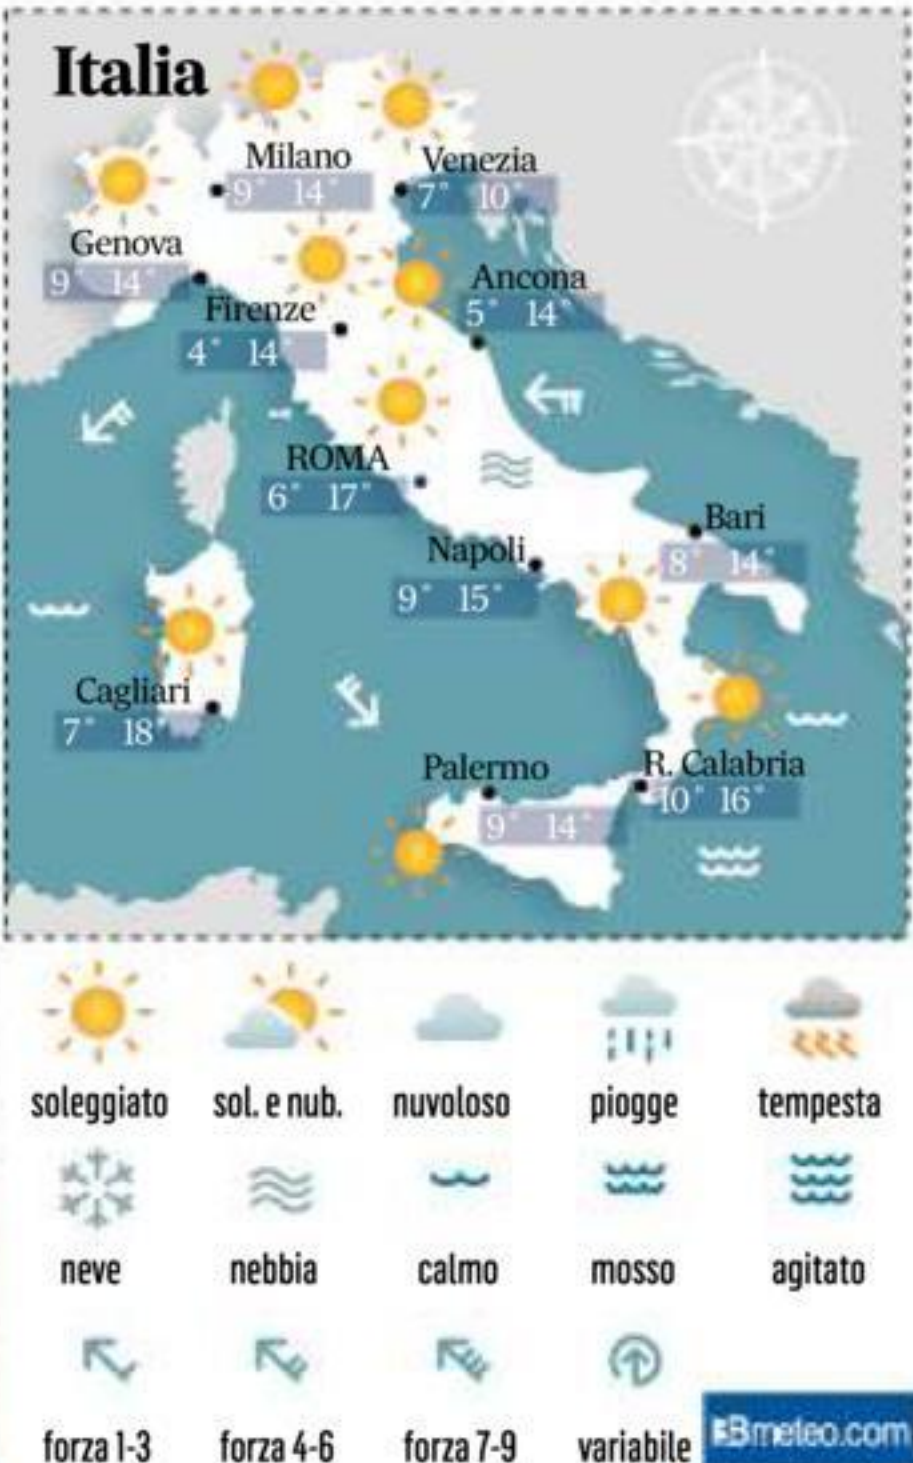 Italia
Milano
9° 14°
Venezia
7° 10°
Genova
9° 14°
Ancona
5° 14°
Firenze
4° 14°
ROMA
6° 17°
Bari
8° 14°
Napoli
9° 15°
Cagliari
7° 18°
Palermo
9° 14°
R. Calabria
10° 16°
soleggiato sol. e nub. nuvoloso piogge tempesta
neve nebbia calmo mosso agitato
forza 1-3 forza 4-6 forza 7-9 variabile
3Bmeteo.com